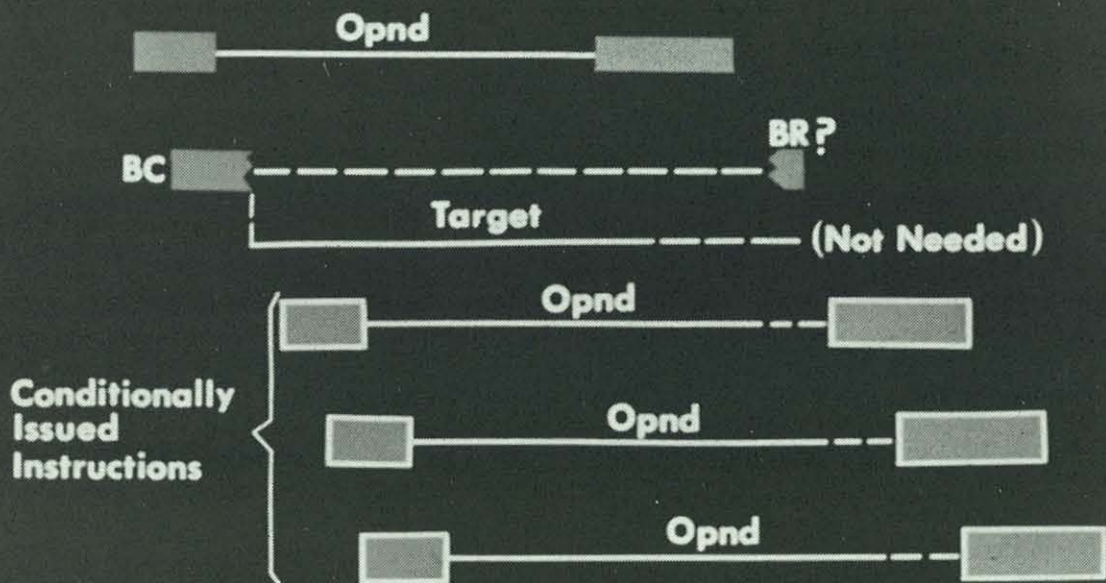 Opnd
BR?
BC
Target
(Not Needed)
Opnd
Conditionally
Issued
Instructions
Opnd
Opnd